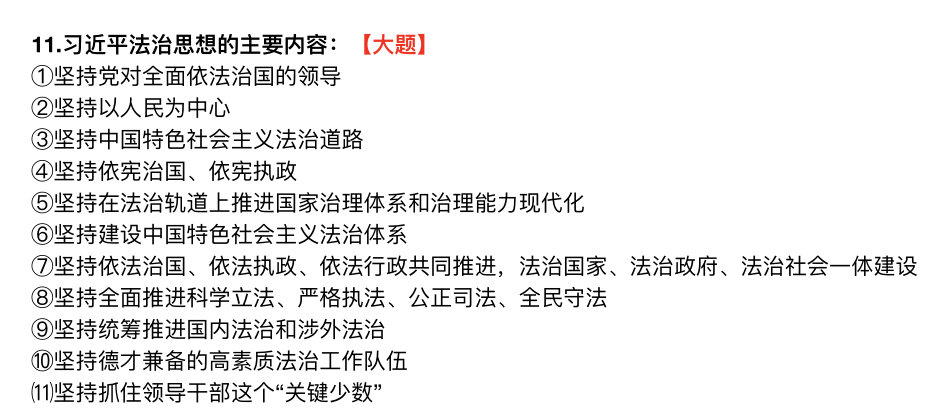 11.习近平法治思想的主要内容：【大题】
①坚持党对全面依法治国的领导
②坚持以人民为中心
③坚持中国特色社会主义法治道路
④坚持依宪治国、依宪执政
⑤坚持在法治轨道上推进国家治理体系和治理能力现代化
⑥坚持建设中国特色社会主义法治体系
⑦坚持依法治国、依法执政、依法行政共同推进，法治国家、法治政府、法治社会一体建设
⑧坚持全面推进科学立法、严格执法、公正司法、全民守法
⑨坚持统筹推进国内法治和涉外法治
⑩坚持德才兼备的高素质法治工作队伍
⑾坚持抓住领导干部这个“关键少数”